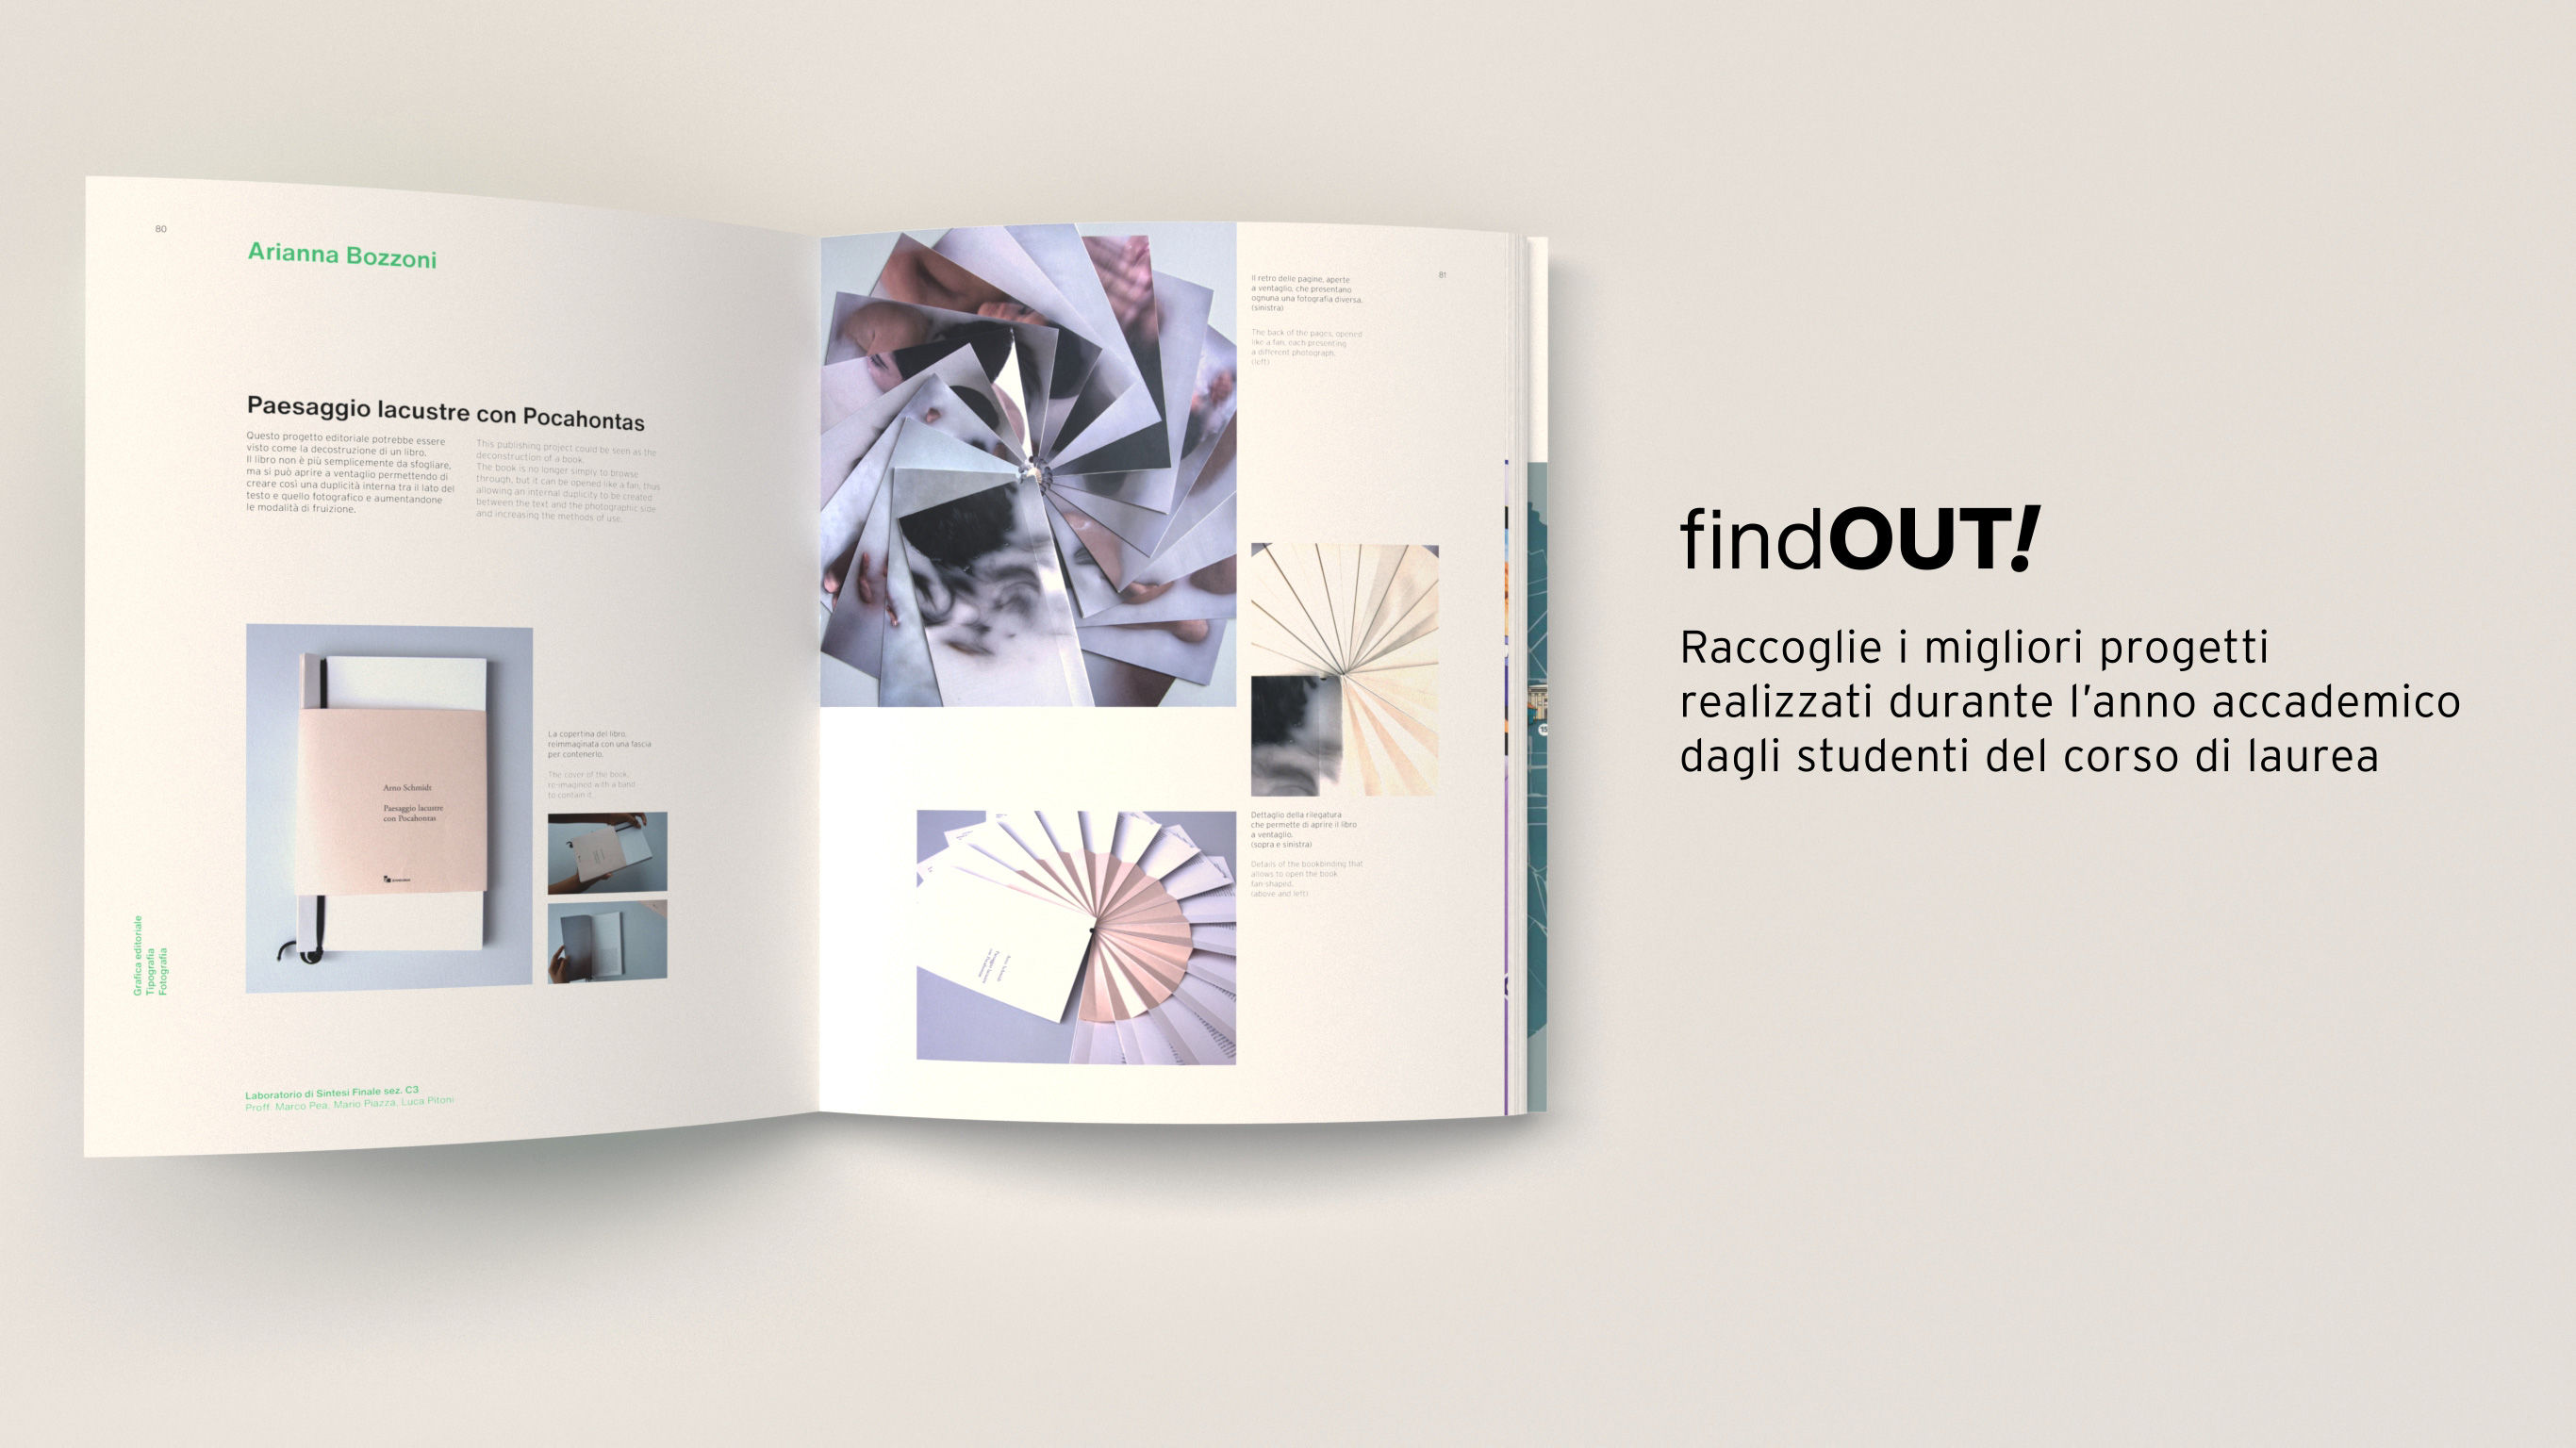 80
Arianna Bozzoni
Paesaggio lacustre con Pocahontas
Questo progetto editoriale potrebbe essere
visto come la decostruzione di un libro.
Il libro non è più semplicemente da sfogliare,
ma si può aprire a ventaglio permettendo di
creare così una duplicità interna tra il lato del
testo e quello fotografico e aumentandone
le modalità di fruizione.
This publishing project could be seen as the
deconstruction of a book.
The book is no longer simply to browse
through, but it can be opened like a fan, thus
allowing an internal duplicity to be created
between the text and the photographic side
and increasing the methods of use.
Arno Schmidt
Paesaggio lacustre
con Pocahontas
La copertina del libro,
reimmaginata con una fascia
per contenerlo.
The cover of the book,
re-imagined with a band
to contain it.
Grafica editoriale
Tipografia
Fotografia
Laboratorio di Sintesi Finale sez. C3
Proff. Marco Pea, Mario Piazza, Luca Pitoni
81
Il retro delle pagine, aperte
a ventaglio, che presentano
ognuna una fotografia diversa.
(sinistra)
The back of the pages, opened
like a fan, each presenting
a different photograph.
(left)
Dettaglio della rilegatura
che permette di aprire il libro
a ventaglio.
(sopra e sinistra)
Details of the bookbinding that
allows to open the book
fan-shaped.
(above and left)
findOUT!
Raccoglie i migliori progetti
realizzati durante l'anno accademico
dagli studenti del corso di laurea